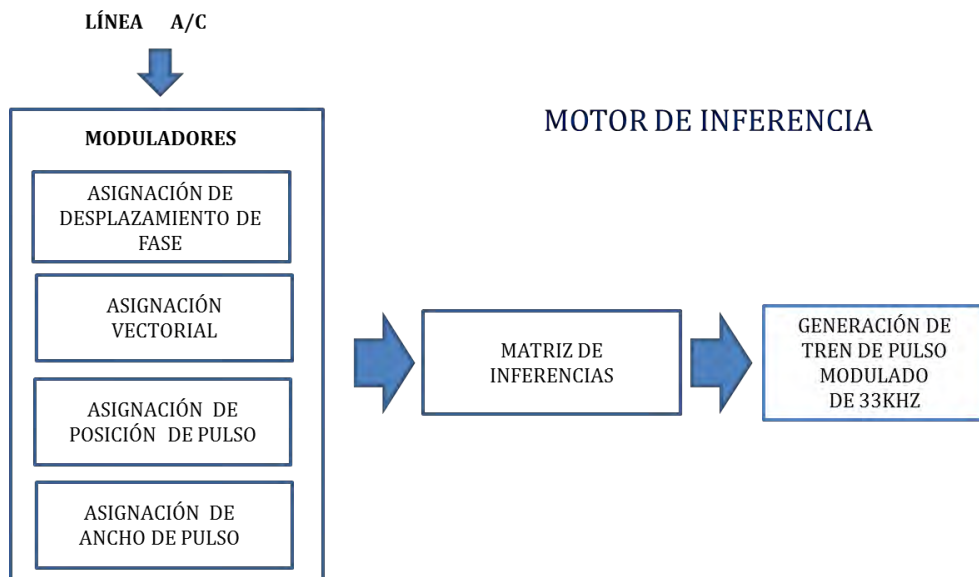 LÍNEA A/C
MOTOR DE INFERENCIA
MODULADORES
ASIGNACIÓN DE
DESPLAZAMIENTO DE
FASE
ASIGNACIÓN
VECTORIAL
ASIGNACIÓN DE
POSICIÓN DE PULSO
ASIGNACIÓN DE
ANCHO DE PULSO
MATRIZ DE
INFERENCIAS
GENERACIÓN DE
TREN DE PULSO
MODULADO
DE 33KHZ